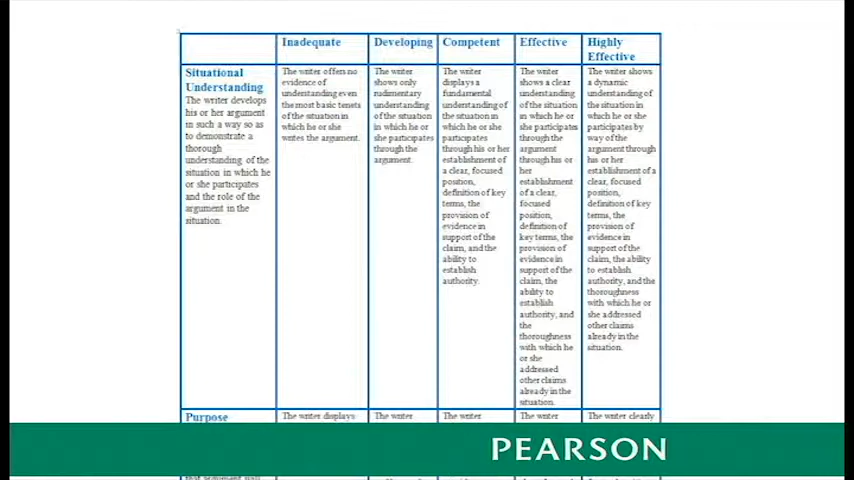 Inadequate
Developing
Competent
Effective
Highly
Effective
Situational
Understanding
The writer develops
his or her argument
in such a way so as
to demonstrate a
thorough
understanding of the
situation in which he
or she participates
and the role of the
argument in the
situation.
The writer offers no
evidence of
understanding even
the most basic tenets
of the situation in
which he or she
writes the argument.
The writer
shows only
rudimentary
understanding
of the situation
in which he or
she participates
through the
argument.
The writer
displays a
fundamental
understanding of
the situation in
which he or she
participates
through his or her
establishment of
a clear, focused
position,
definition of key
terms, the
provision of
evidence in
support of the
claim, and the
ability to
establish
authority.
The writer
shows a clear
understanding
of the situation
in which he or
she participates
through the
argument
through his or
her
establishment
of a clear,
focused
position,
definition of
key terms, the
provision of
evidence in
support of the
claim, the
ability to
establish
authority, and
the
thoroughness
with which he
or she
addressed
other claims
already in the
situation.
The writer shows
a dynamic
understanding of
the situation in
which he or she
participates by
way of the
argument through
his or her
establishment of a
clear, focused
position,
definition of key
terms, the
provision of
evidence in
support of the
claim, the ability
to establish
authority, and the
thoroughness
with which he or
she addressed
other claims
already in the
situation.
Purpose
The writer displays
The writer
The writer
The writer
The writer clearly
PEARSON